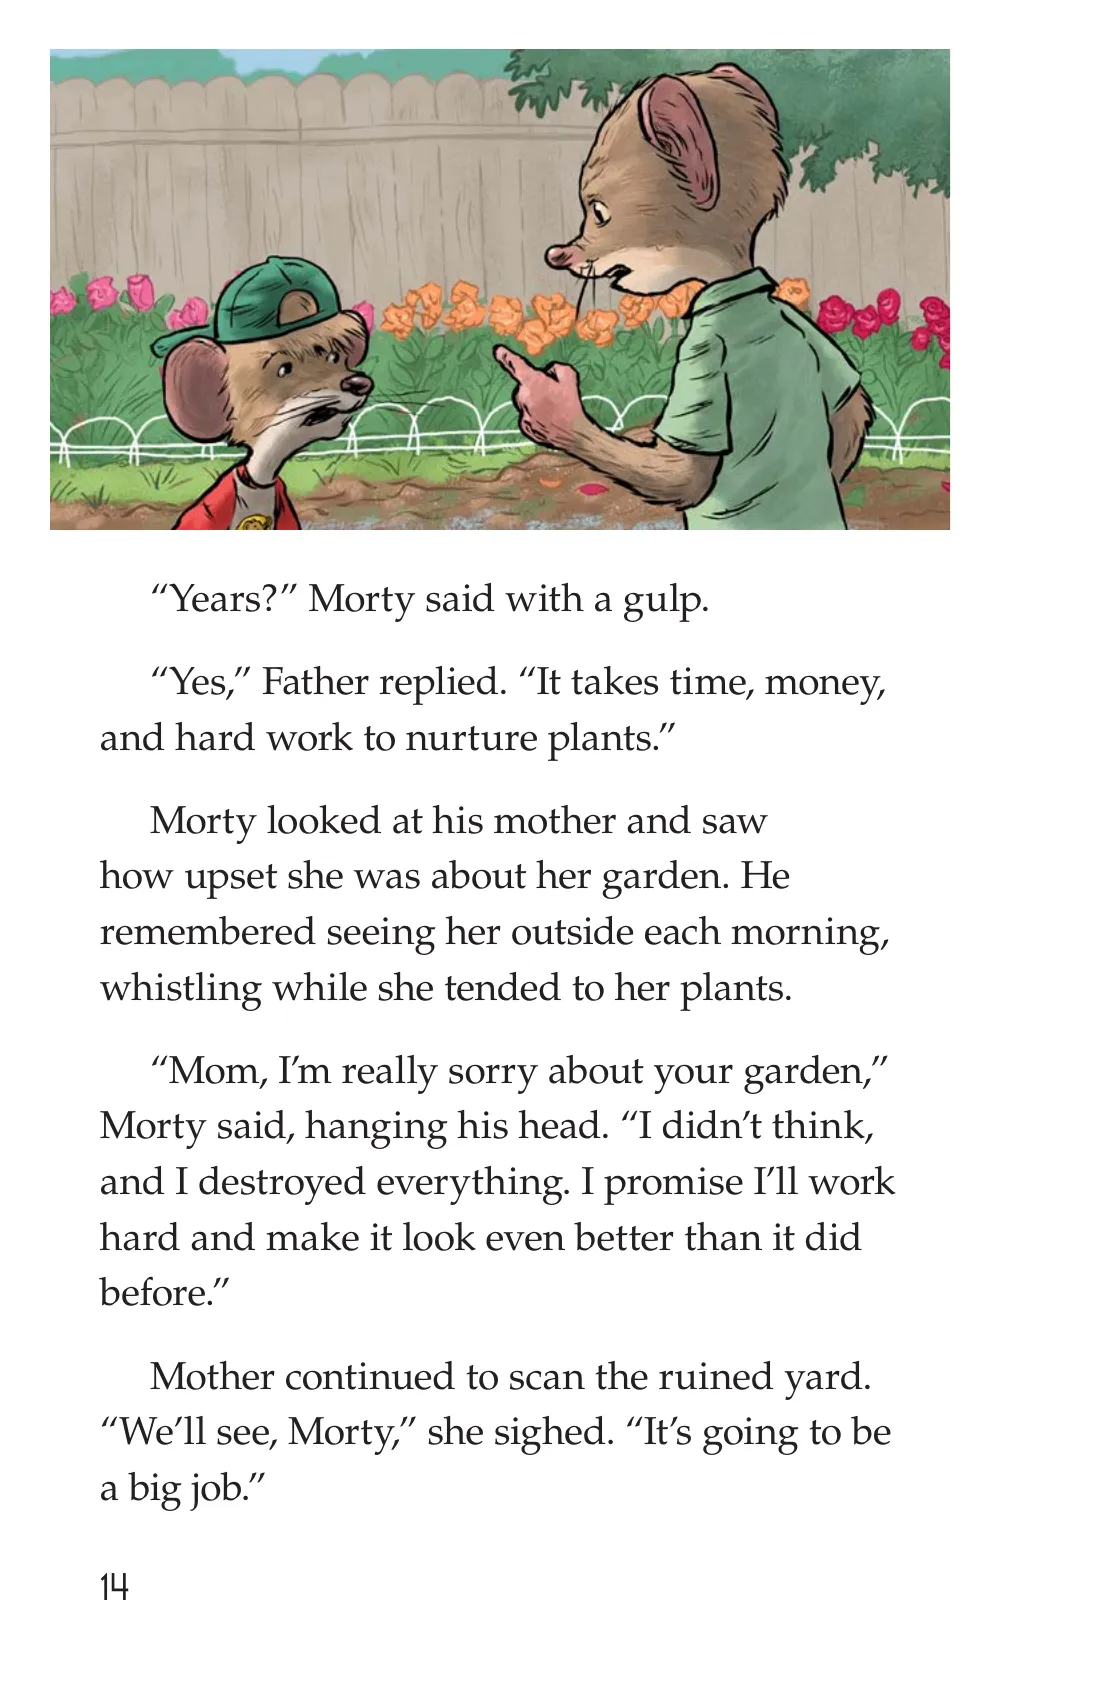 “Years?” Morty said with a gulp.
“Yes,” Father replied. “It takes time, money,
and hard work to nurture plants.”
Morty looked at his mother and saw
how upset she was about her garden. He
remembered seeing her outside each morning,
whistling while she tended to her plants.
“Mom, I’m really sorry about your garden,”
Morty said, hanging his head. “I didn’t think,
and I destroyed everything. I promise I’ll work
hard and make it look even better than it did
before.”
Mother continued to scan the ruined yard.
“We’ll see, Morty,” she sighed. “It’s going to be
a big job.”
14